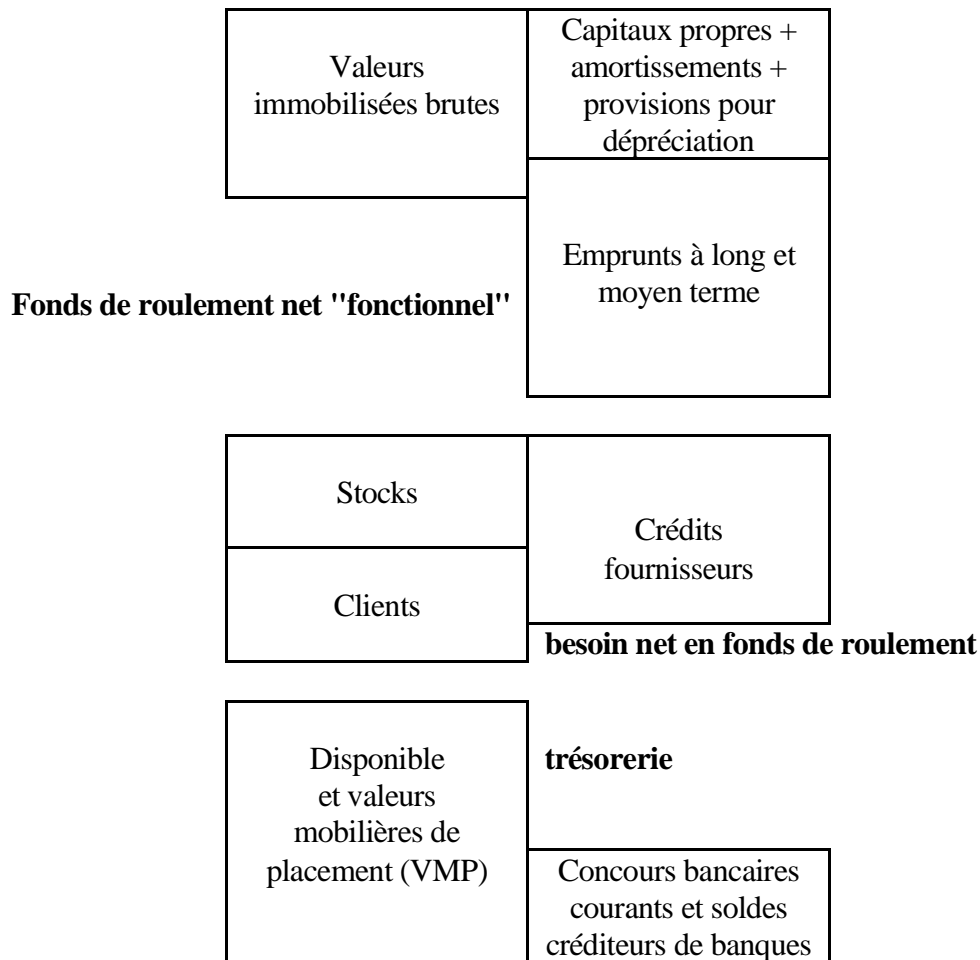 Valeurs
immobilisées brutes
Capitaux propres +
amortissements +
provisions pour
dépréciation
Emprunts à long et
moyen terme
Fonds de roulement net "fonctionnel"
Stocks
Clients
Crédits
fournisseurs
besoin net en fonds de roulement
Disponible
et valeurs
mobilières de
placement (VMP)
trésorerie
Concours bancaires
courants et soldes
créditeurs de banques